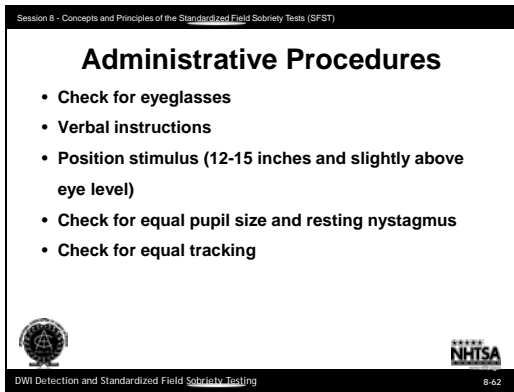 Session 8 - Concepts and Principles of the Standardized Field Sobriety Tests (SFST)
Administrative Procedures
• Check for eyeglasses
• Verbal instructions
• Position stimulus (12-15 inches and slightly above
eye level)
• Check for equal pupil size and resting nystagmus
• Check for equal tracking
NHTSA
DWI Detection and Standardized Field Sobriety Testing
8-62